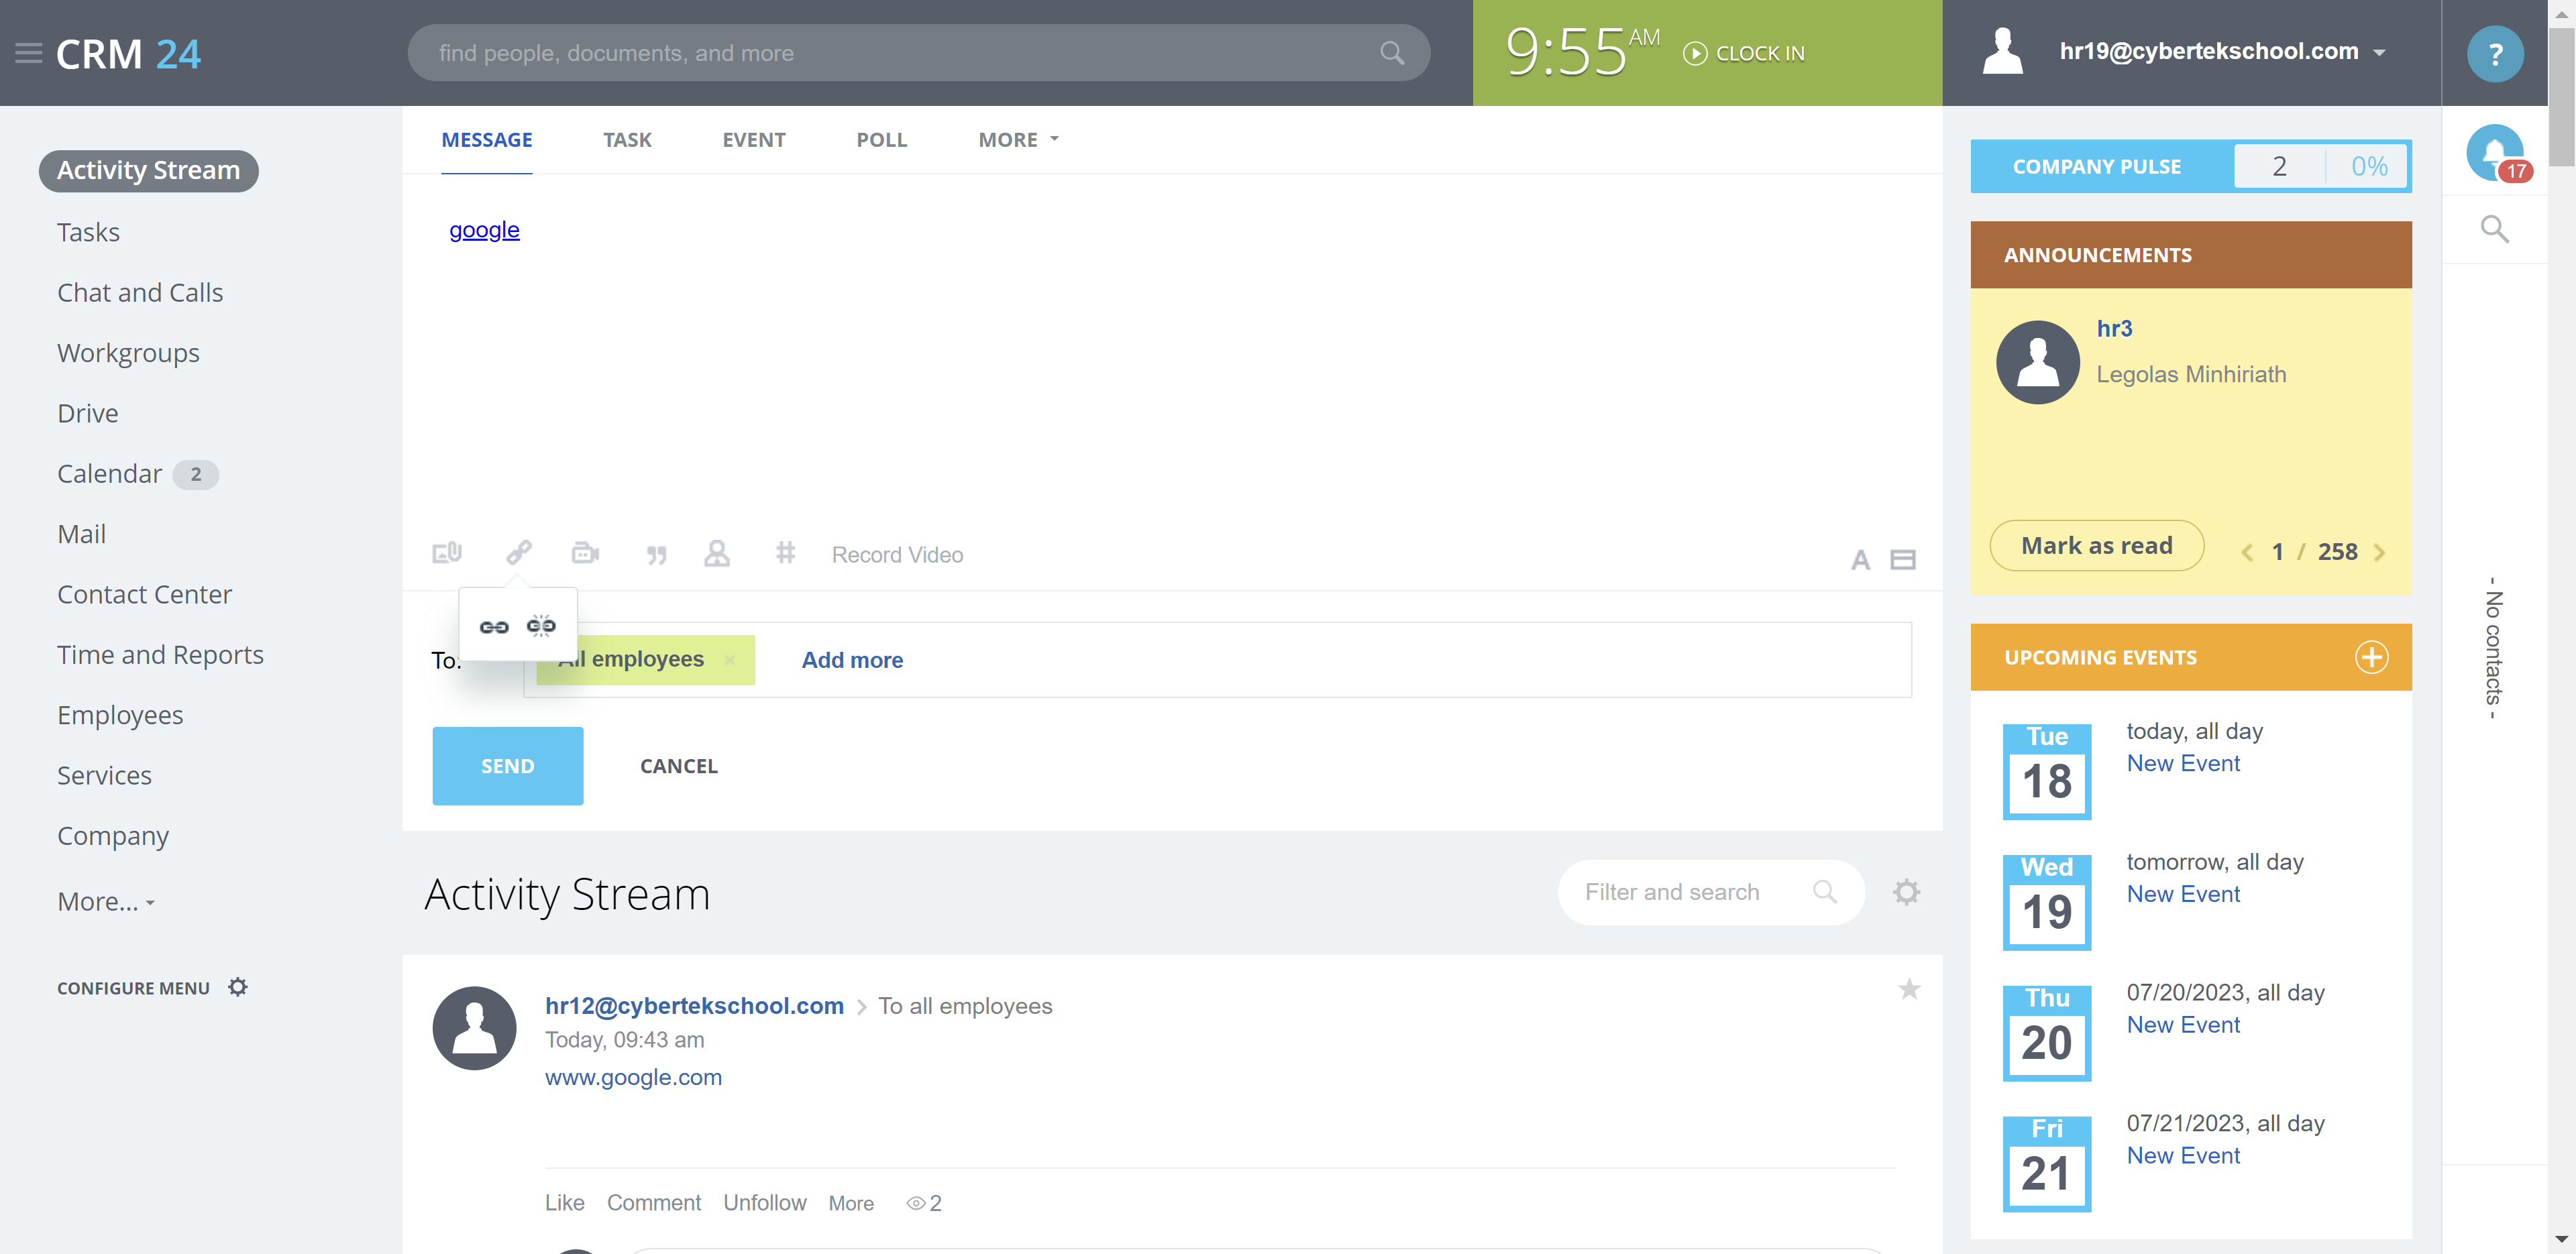 CRM 24
find people, documents, and more
9:55 AM CLOCK IN
hr19@cybertekschool.com
?
17
Activity Stream
Tasks
Chat and Calls
Workgroups
Drive
Calendar 2
Mail
Contact Center
Time and Reports
Employees
Services
Company
More...
CONFIGURE MENU
MESSAGE TASK EVENT POLL MORE
google
Record Video
A
To: All employees × Add more
SEND CANCEL
Activity Stream
Filter and search
hr12@cybertekschool.com To all employees
Today, 09:43 am
www.google.com
Like Comment Unfollow More 2
COMPANY PULSE 2 0%
ANNOUNCEMENTS
hr3
Legolas Minhiriath
Mark as read 1 / 258
UPCOMING EVENTS
Tue
18
today, all day
New Event
Wed
19
tomorrow, all day
New Event
Thu
20
07/20/2023, all day
New Event
Fri
21
07/21/2023, all day
New Event
- No contacts -